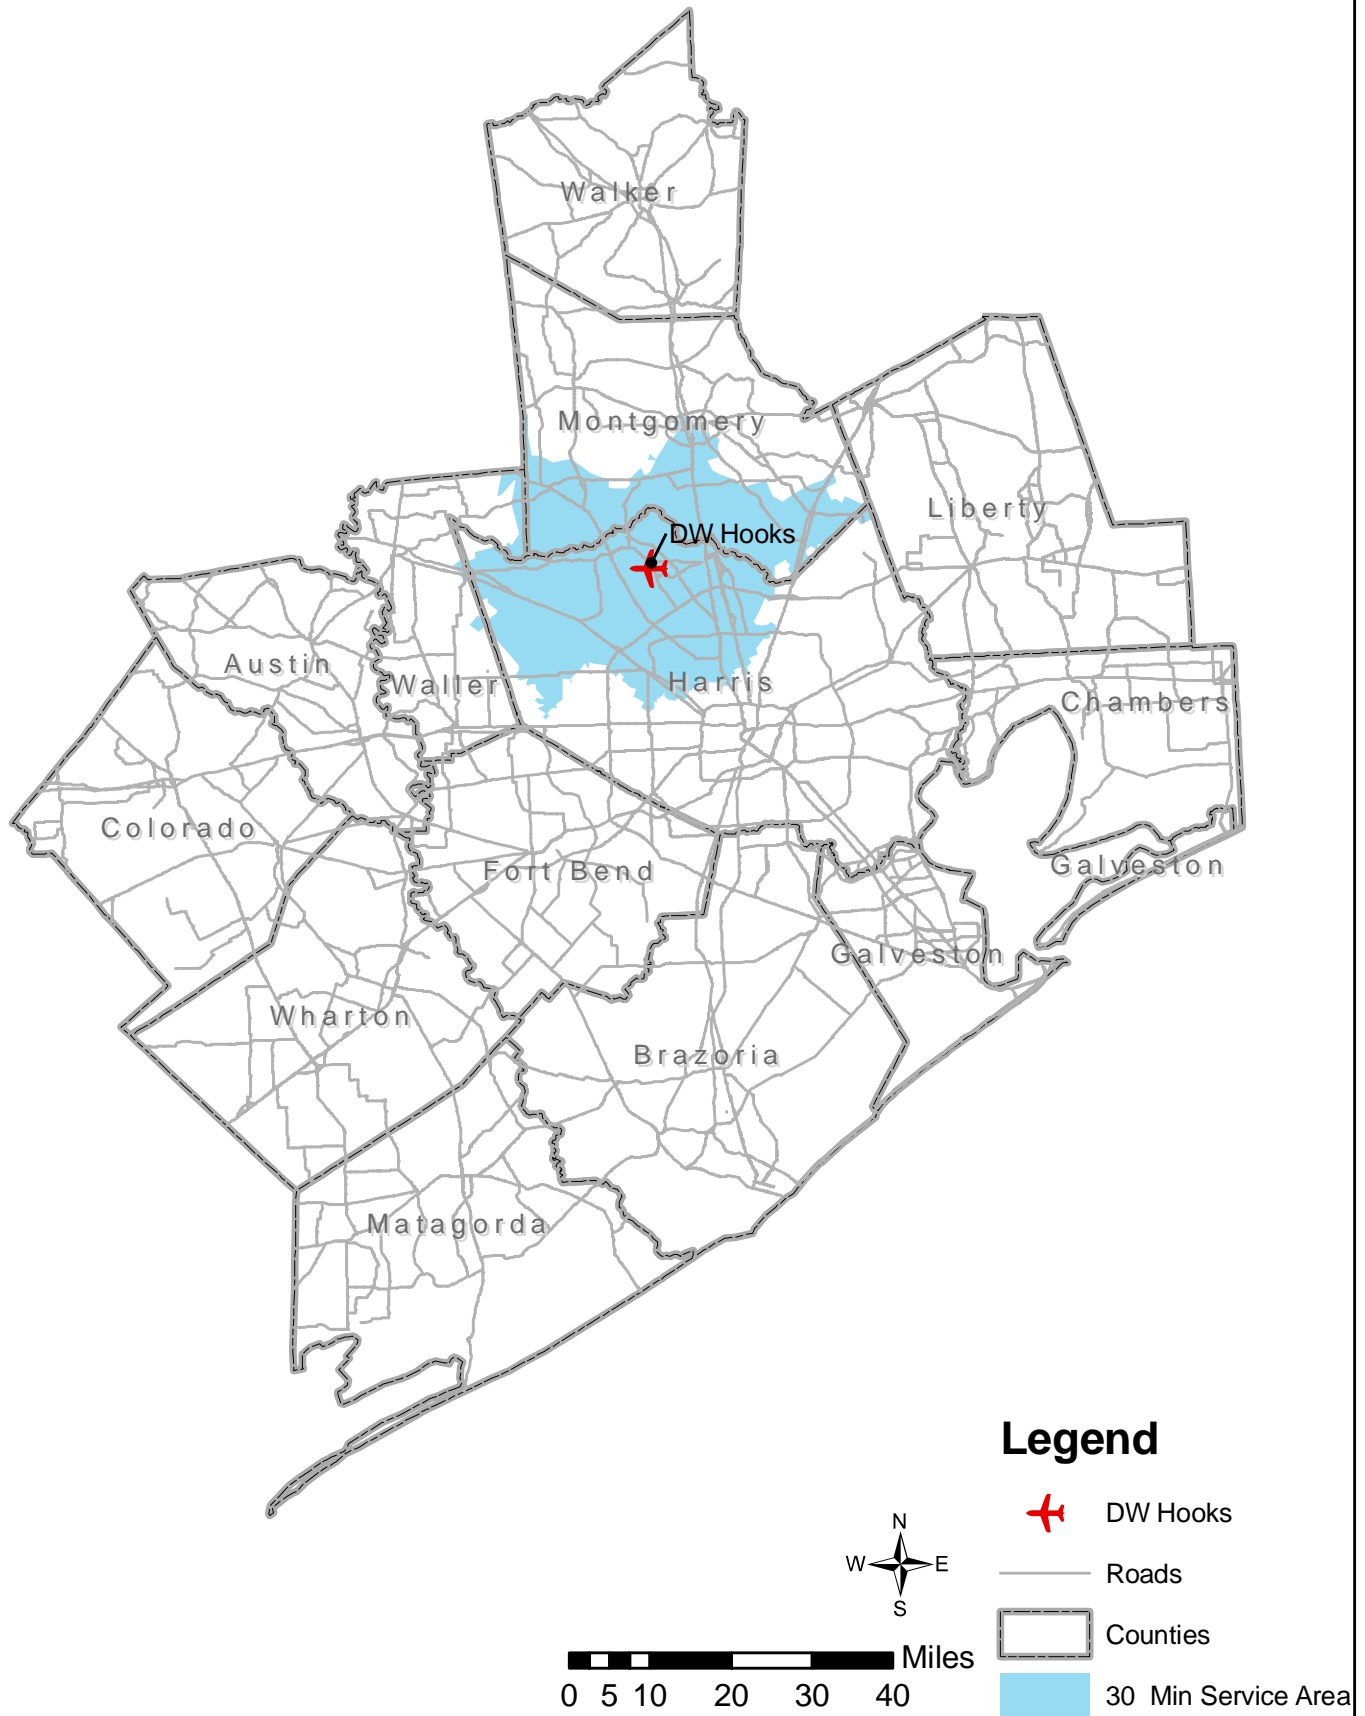 Walker
Montgomery
Liberty
DW Hooks
Austin
Waller
Harris
Chambers
Colorado
Fort Bend
Galveston
Galveston
Wharton
Brazoria
Matagorda
Legend
DW Hooks
Roads
Counties
30 Min Service Area
N
W E
S
Miles
0 5 10 20 30 40